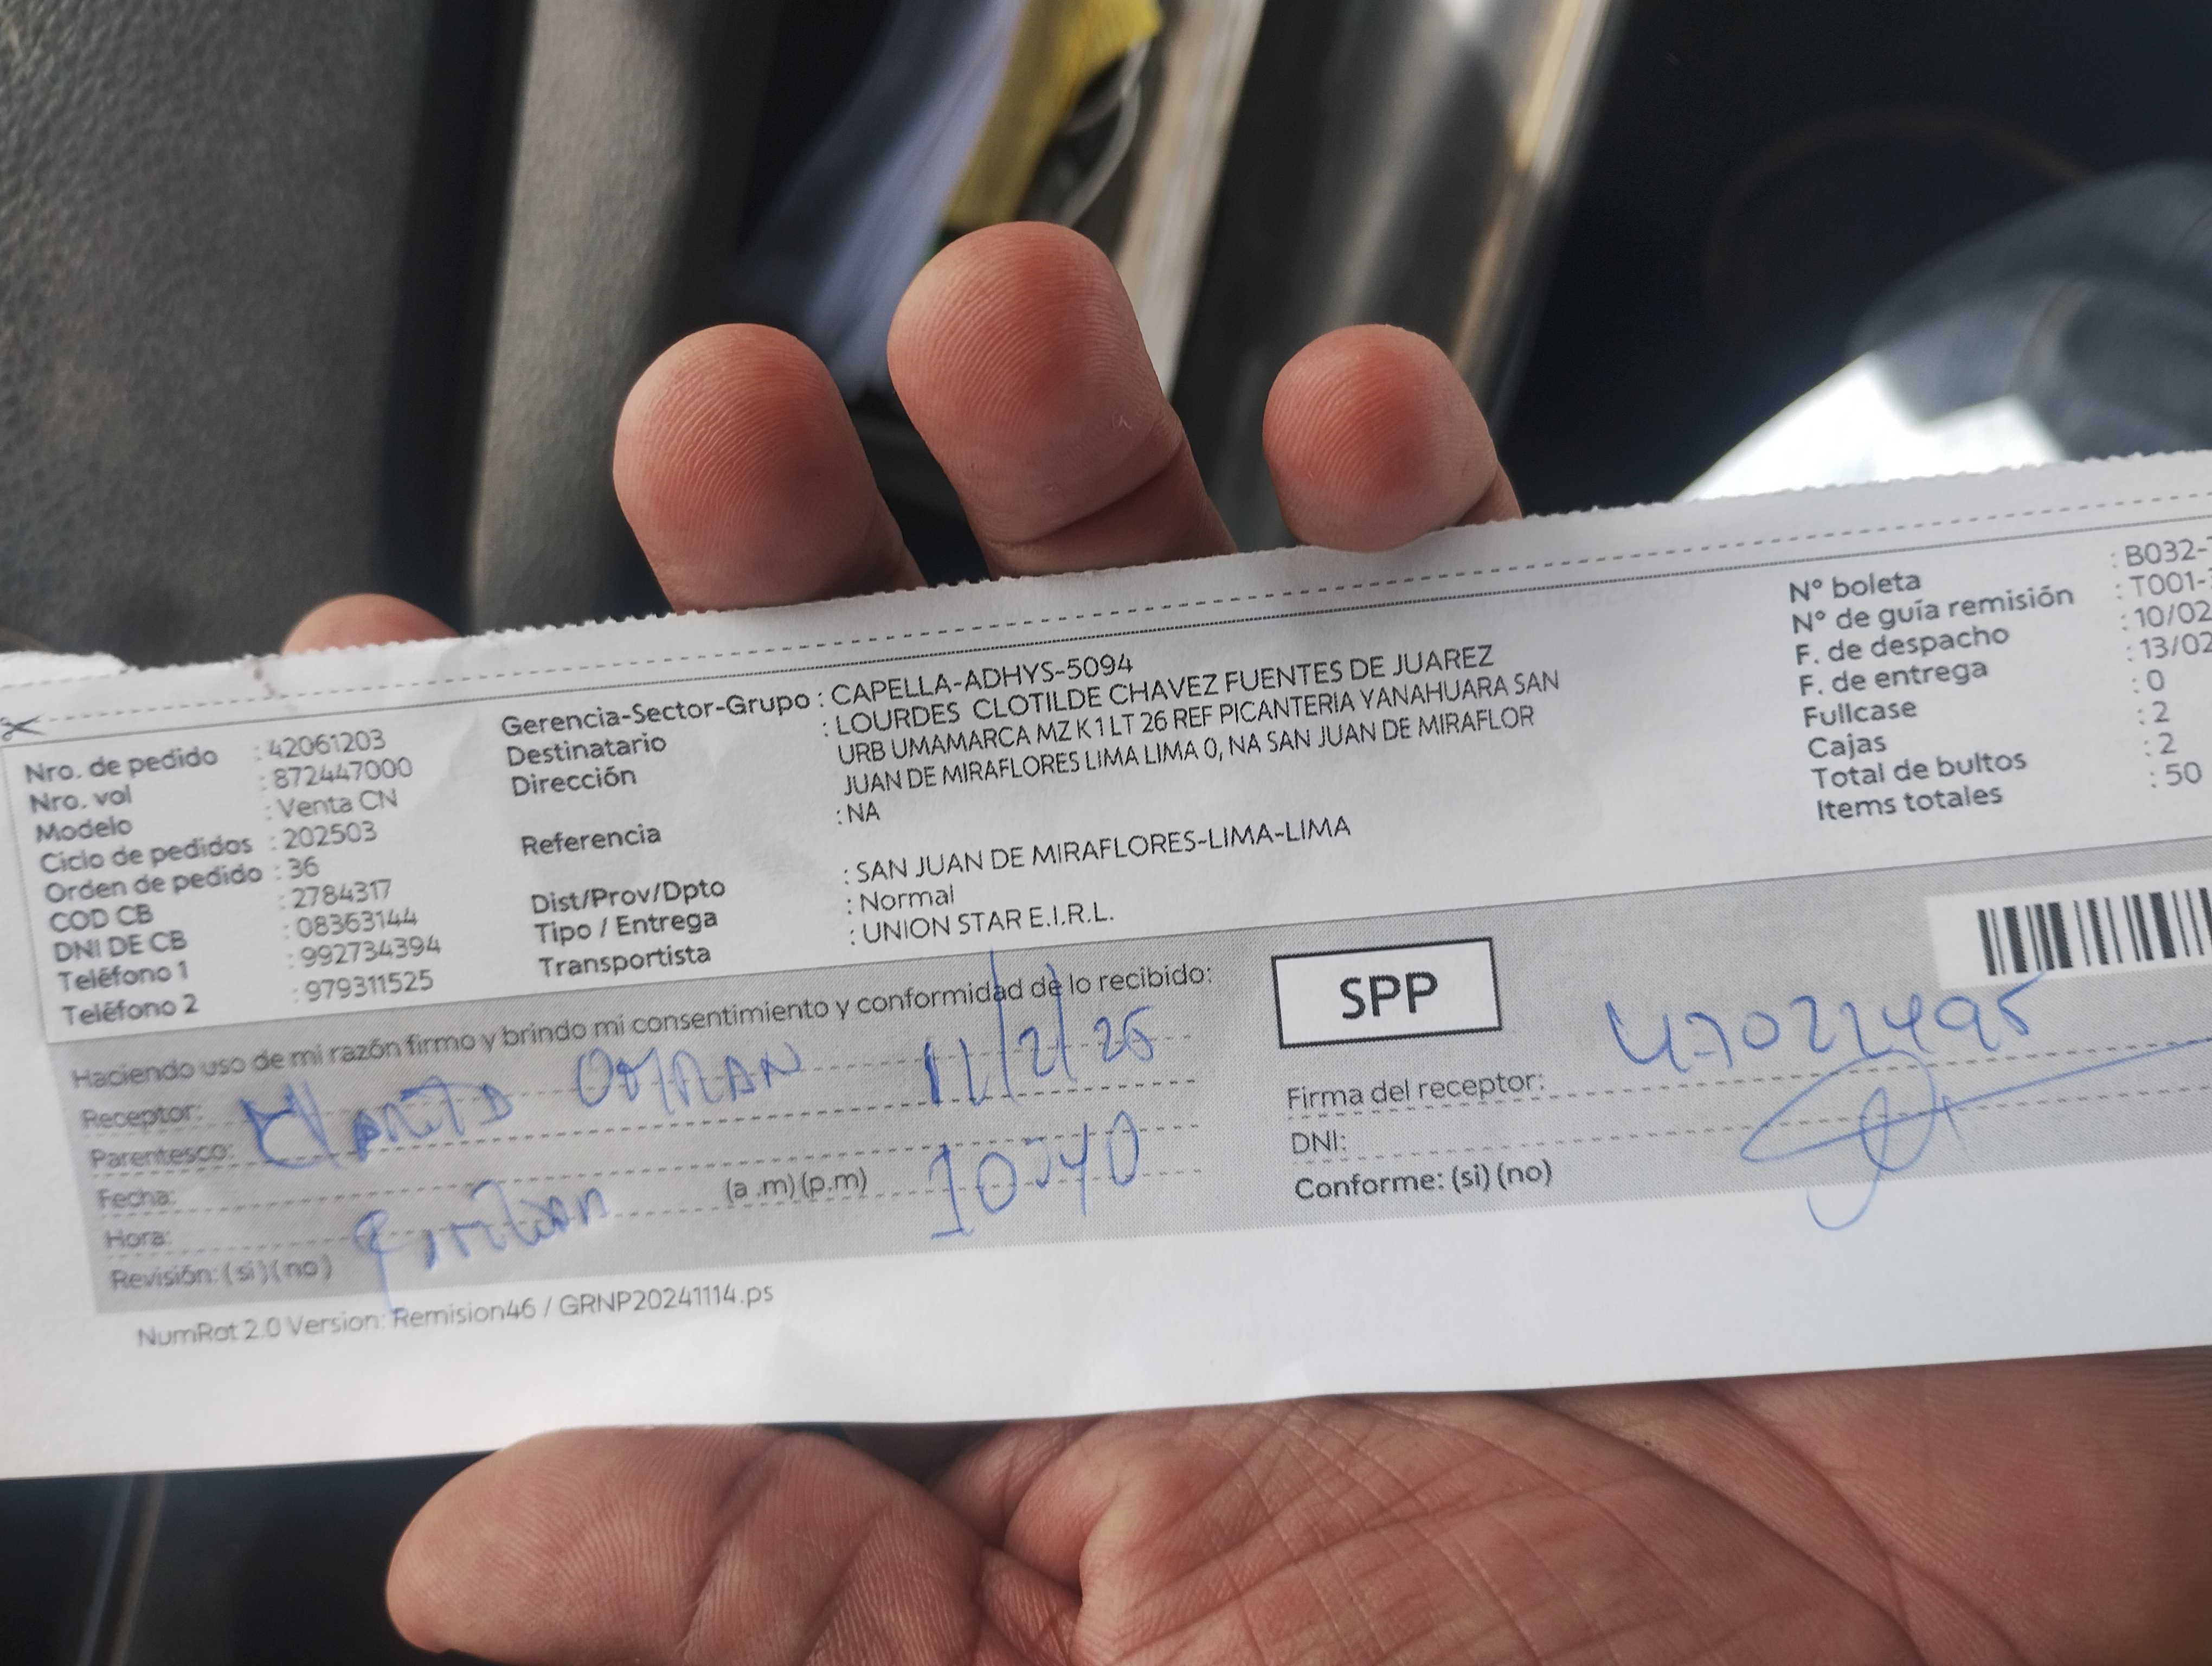 Nro. de pedido : 42061203
Nro. vol : 872447000
Modelo : Venta CN
Ciclo de pedidos : 202503
Orden de pedido : 36
COD CB : 2784317
DNI DE CB : 08363144
Teléfono 1 : 992734394
Teléfono 2 : 979311525
Gerencia-Sector-Grupo : CAPELLA-ADHYS-5094
Destinatario : LOURDES CLOTILDE CHAVEZ FUENTES DE JUAREZ
Dirección URB UMAMARCA MZ K 1 LT 26 REF PICANTERIA YANAHUARA SAN
JUAN DE MIRAFLORES LIMA LIMA 0, NA SAN JUAN DE MIRAFLOR
Referencia : NA
Dist/Prov/Dpto : SAN JUAN DE MIRAFLORES-LIMA-LIMA
Tipo / Entrega : Normal
Transportista : UNION STAR E.I.R.L.
N° boleta : B032-
N° de guía remisión : T001-
F. de despacho : 10/02
F. de entrega : 13/02
Fullcase : 0
Cajas : 2
Total de bultos : 2
Items totales : 50
Haciendo uso de mi razón firmo y brindo mi consentimiento y conformidad de lo recibido:
Receptor:
Parentesco:
Fecha: 11/2/25
Hora: (a .m) (p.m) 10:40
Revisión: (si) (no)
SPP
Firma del receptor: 47021495
DNI:
Conforme: (si) (no)
NumRot 2.0 Version: Remision46 / GRNP20241114.ps